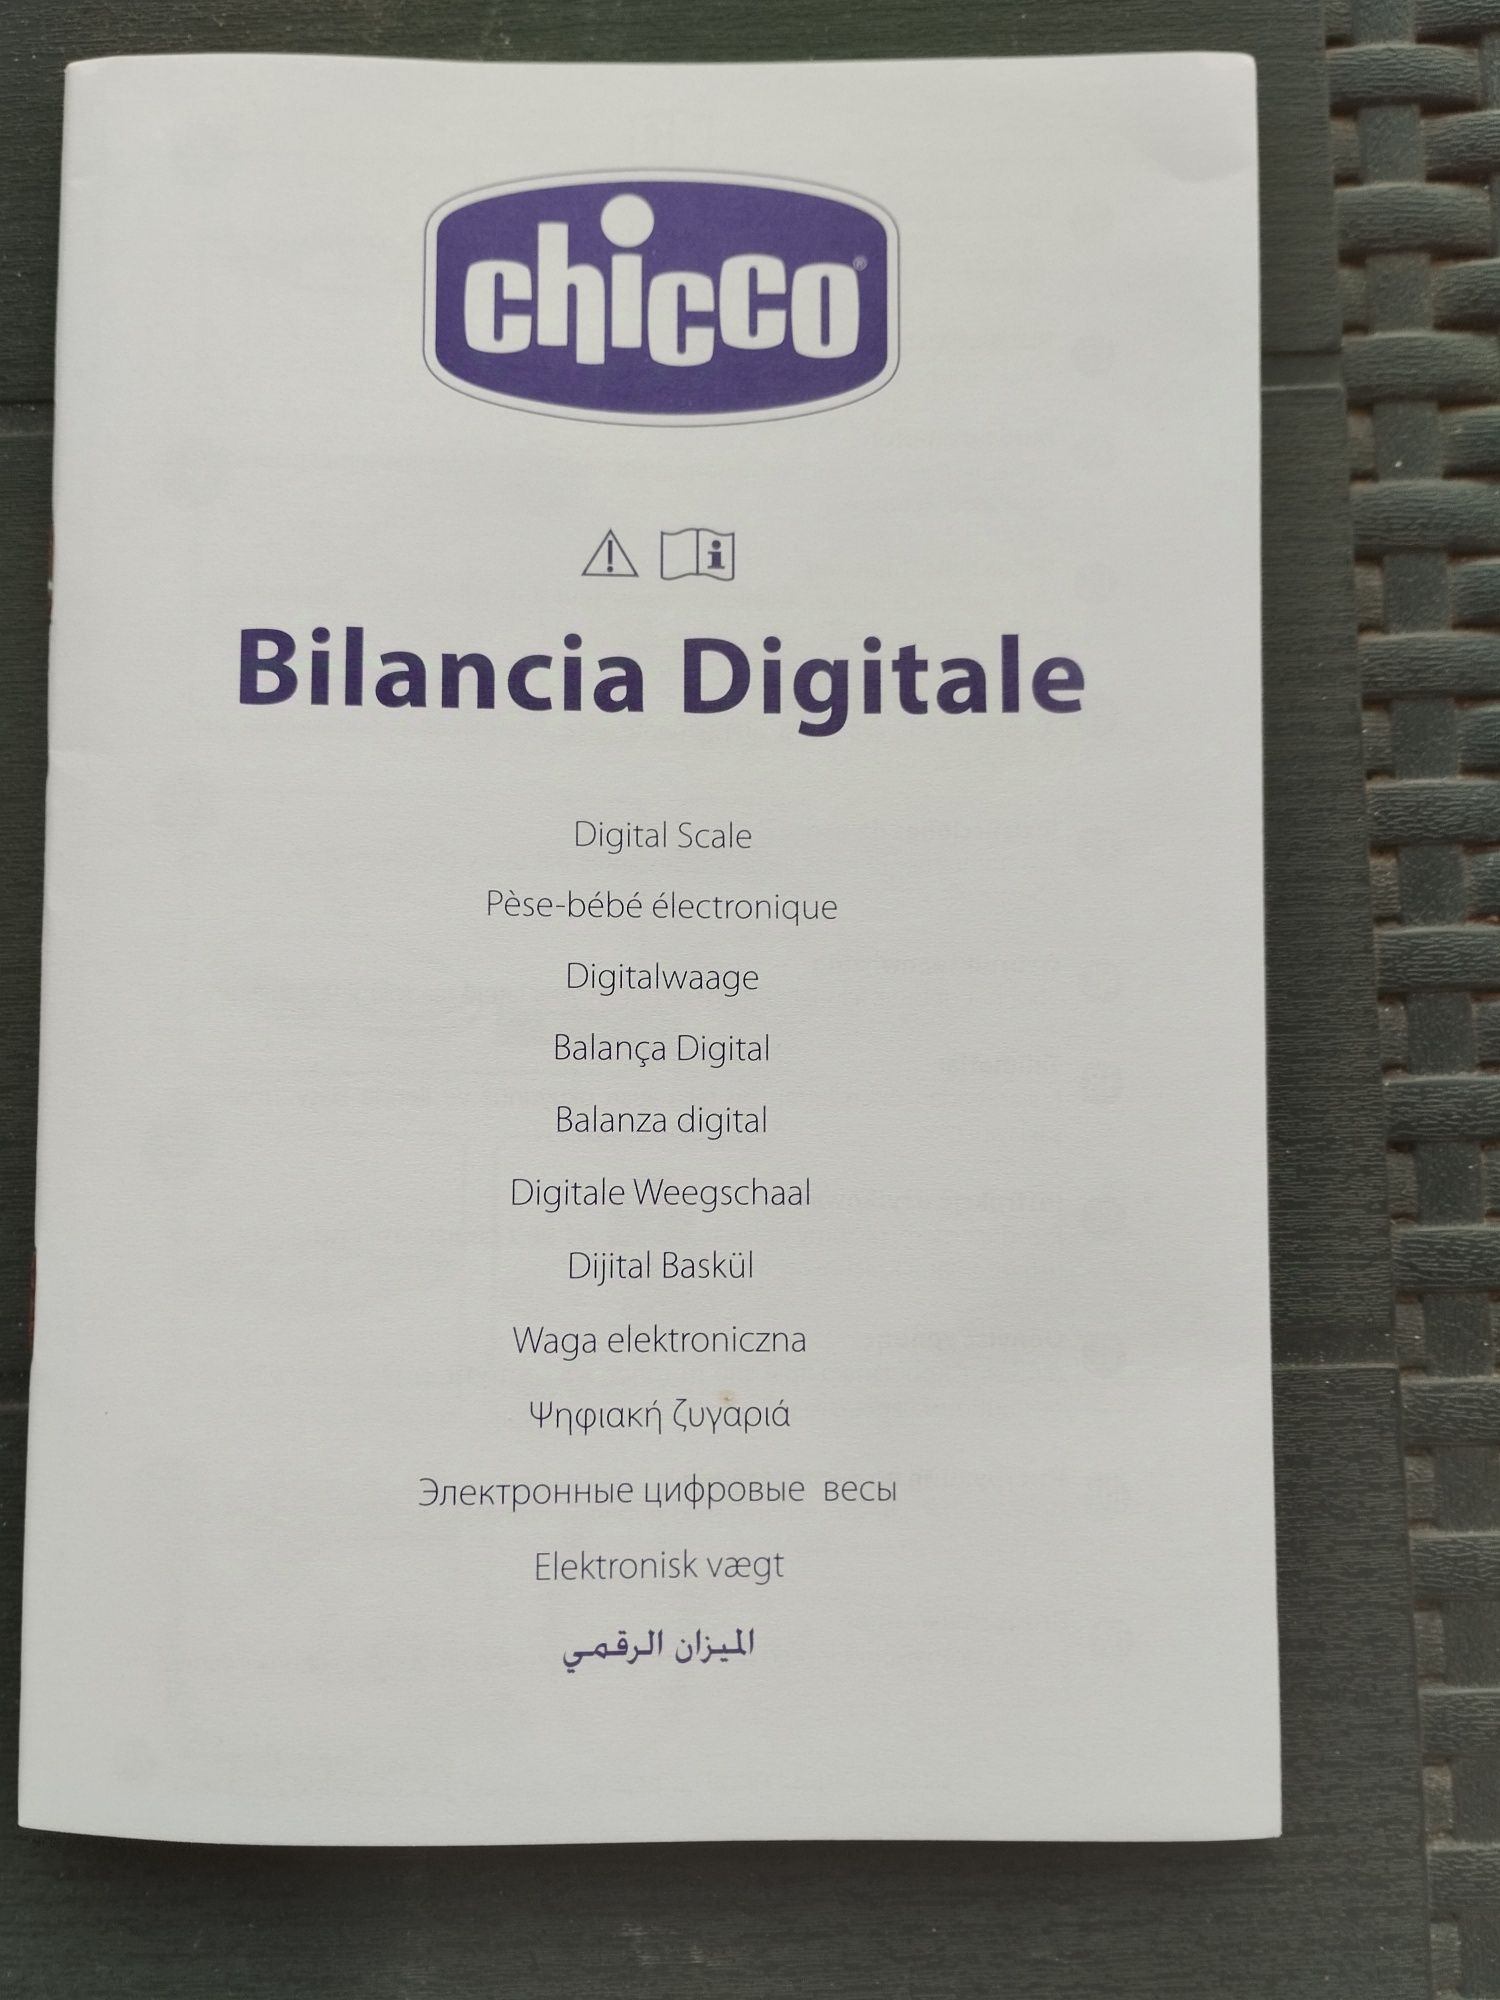 chicco®
Bilancia Digitale
Digital Scale
Pèse-bébé électronique
Digitalwaage
Balança Digital
Balanza digital
Digitale Weegschaal
Dijital Baskül
Waga elektroniczna
Ψηφιακή ζυγαριά
Электронные цифровые весы
Elektronisk vægt
الميزان الرقمي